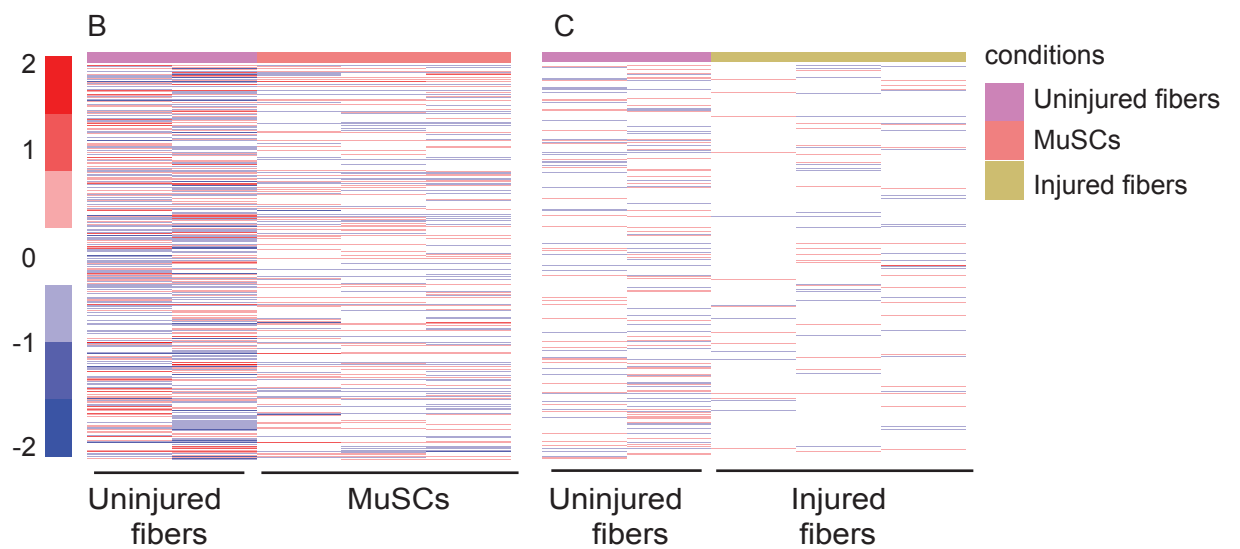 B
C
2
1
0
-1
-2
conditions
Uninjured fibers
MuSCs
Injured fibers
Uninjured
fibers
MuSCs
Uninjured
fibers
Injured
fibers